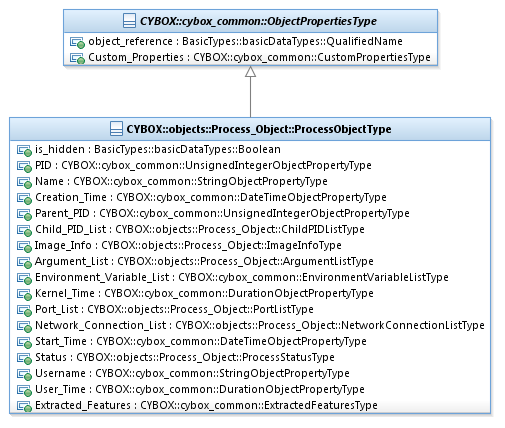 CYBOX::cybox_common::ObjectPropertiesType
object_reference : BasicTypes::basicDataTypes::QualifiedName
Custom_Properties : CYBOX::cybox_common::CustomPropertiesType
CYBOX::objects::Process_Object::ProcessObjectType
is_hidden : BasicTypes::basicDataTypes::Boolean
PID : CYBOX::cybox_common::UnsignedIntegerObjectPropertyType
Name : CYBOX::cybox_common::StringObjectPropertyType
Creation_Time : CYBOX::cybox_common::DateTimeObjectPropertyType
Parent_PID : CYBOX::cybox_common::UnsignedIntegerObjectPropertyType
Child_PID_List : CYBOX::objects::Process_Object::ChildPIDListType
Image_Info : CYBOX::objects::Process_Object::ImageInfoType
Argument_List : CYBOX::objects::Process_Object::ArgumentListType
Environment_Variable_List : CYBOX::cybox_common::EnvironmentVariableListType
Kernel_Time : CYBOX::cybox_common::DurationObjectPropertyType
Port_List : CYBOX::objects::Process_Object::PortListType
Network_Connection_List : CYBOX::objects::Process_Object::NetworkConnectionListType
Start_Time : CYBOX::cybox_common::DateTimeObjectPropertyType
Status : CYBOX::objects::Process_Object::ProcessStatusType
Username : CYBOX::cybox_common::StringObjectPropertyType
User_Time : CYBOX::cybox_common::DurationObjectPropertyType
Extracted_Features : CYBOX::cybox_common::ExtractedFeaturesType